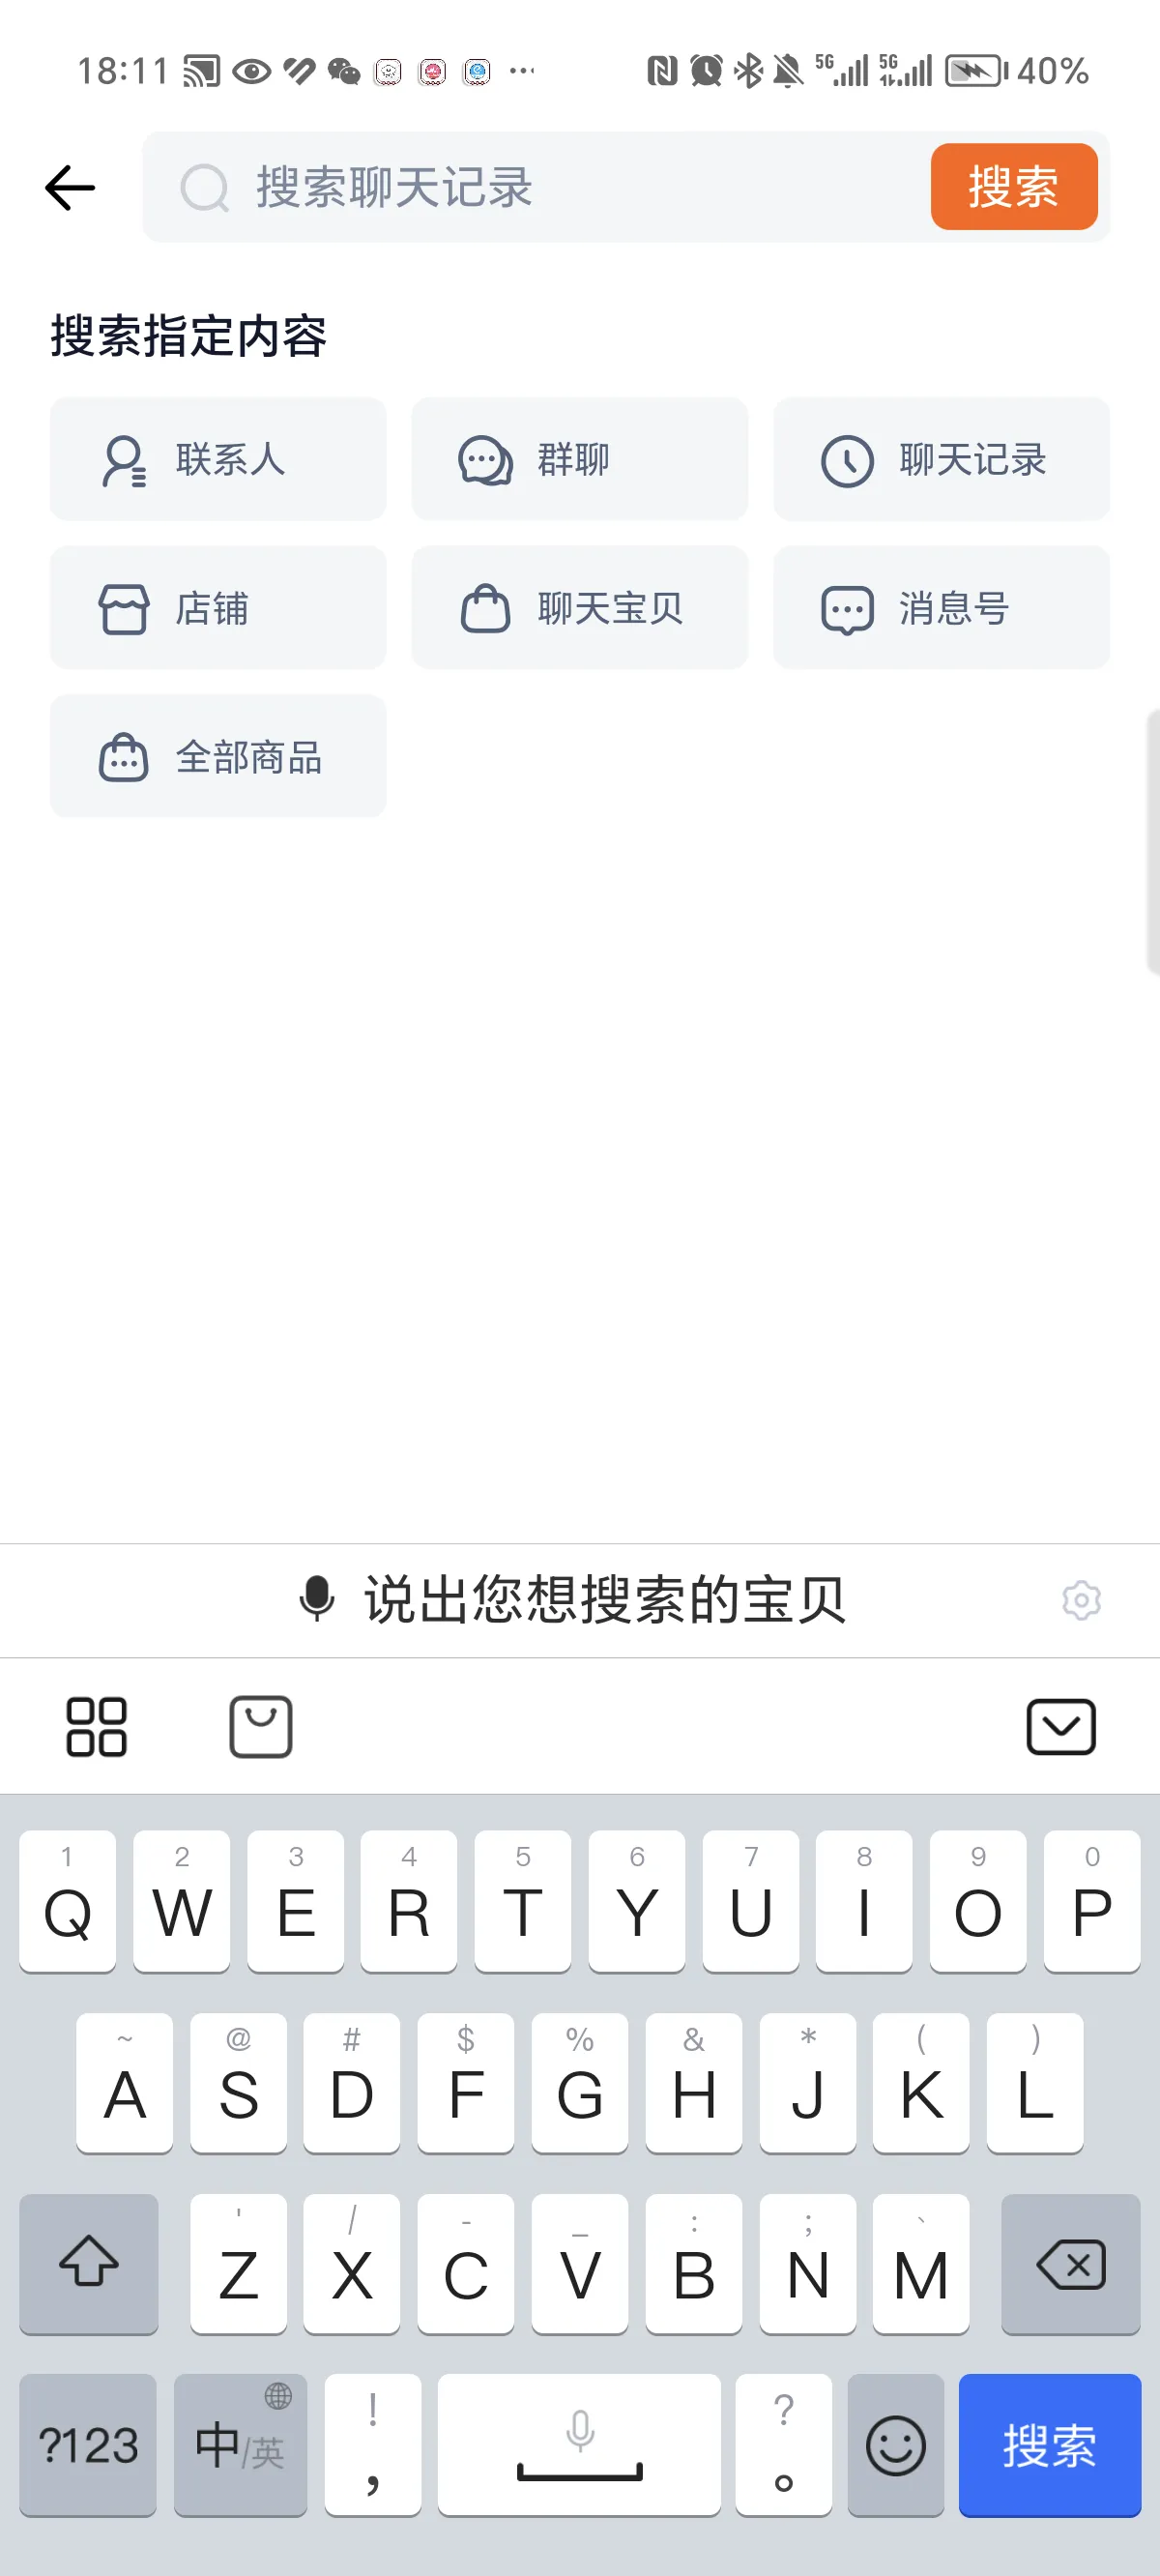 18:11 5G 5G 40%
搜索聊天记录 搜索
搜索指定内容
联系人 群聊 聊天记录
店铺 聊天宝贝 消息号
全部商品
说出您想搜索的宝贝
1 2 3 4 5 6 7 8 9 0
Q W E R T Y U I O P
~ @ # $ % & * ( )
A S D F G H J K L
' / - _ : ; 、
Z X C V B N M
! ?
?123 中/英 , 。 搜索